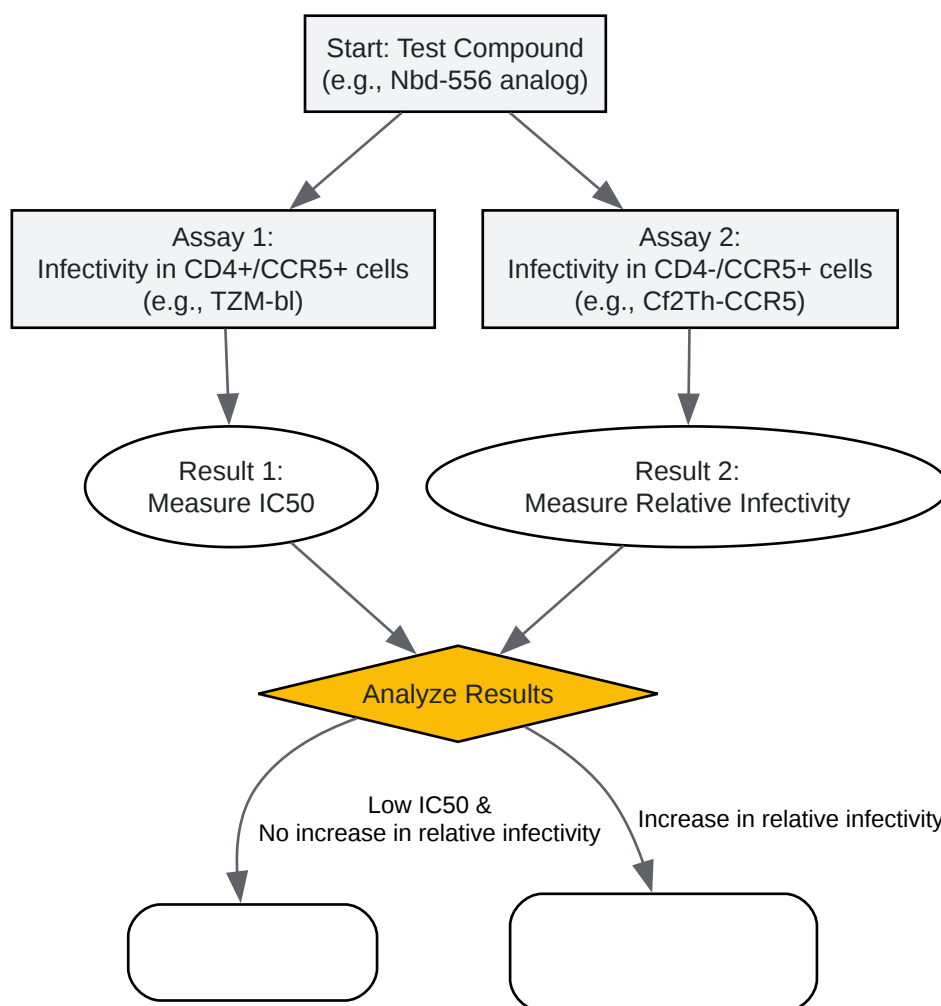 Start: Test Compound
(e.g., Nbd-556 analog)
Assay 1:
Infectivity in CD4+/CCR5+ cells
(e.g., TZM-bl)
Assay 2:
Infectivity in CD4-/CCR5+ cells
(e.g., Cf2Th-CCR5)
Result 1:
Measure IC50
Result 2:
Measure Relative Infectivity
Analyze Results
Low IC50 &
No increase in relative infectivity
Increase in relative infectivity